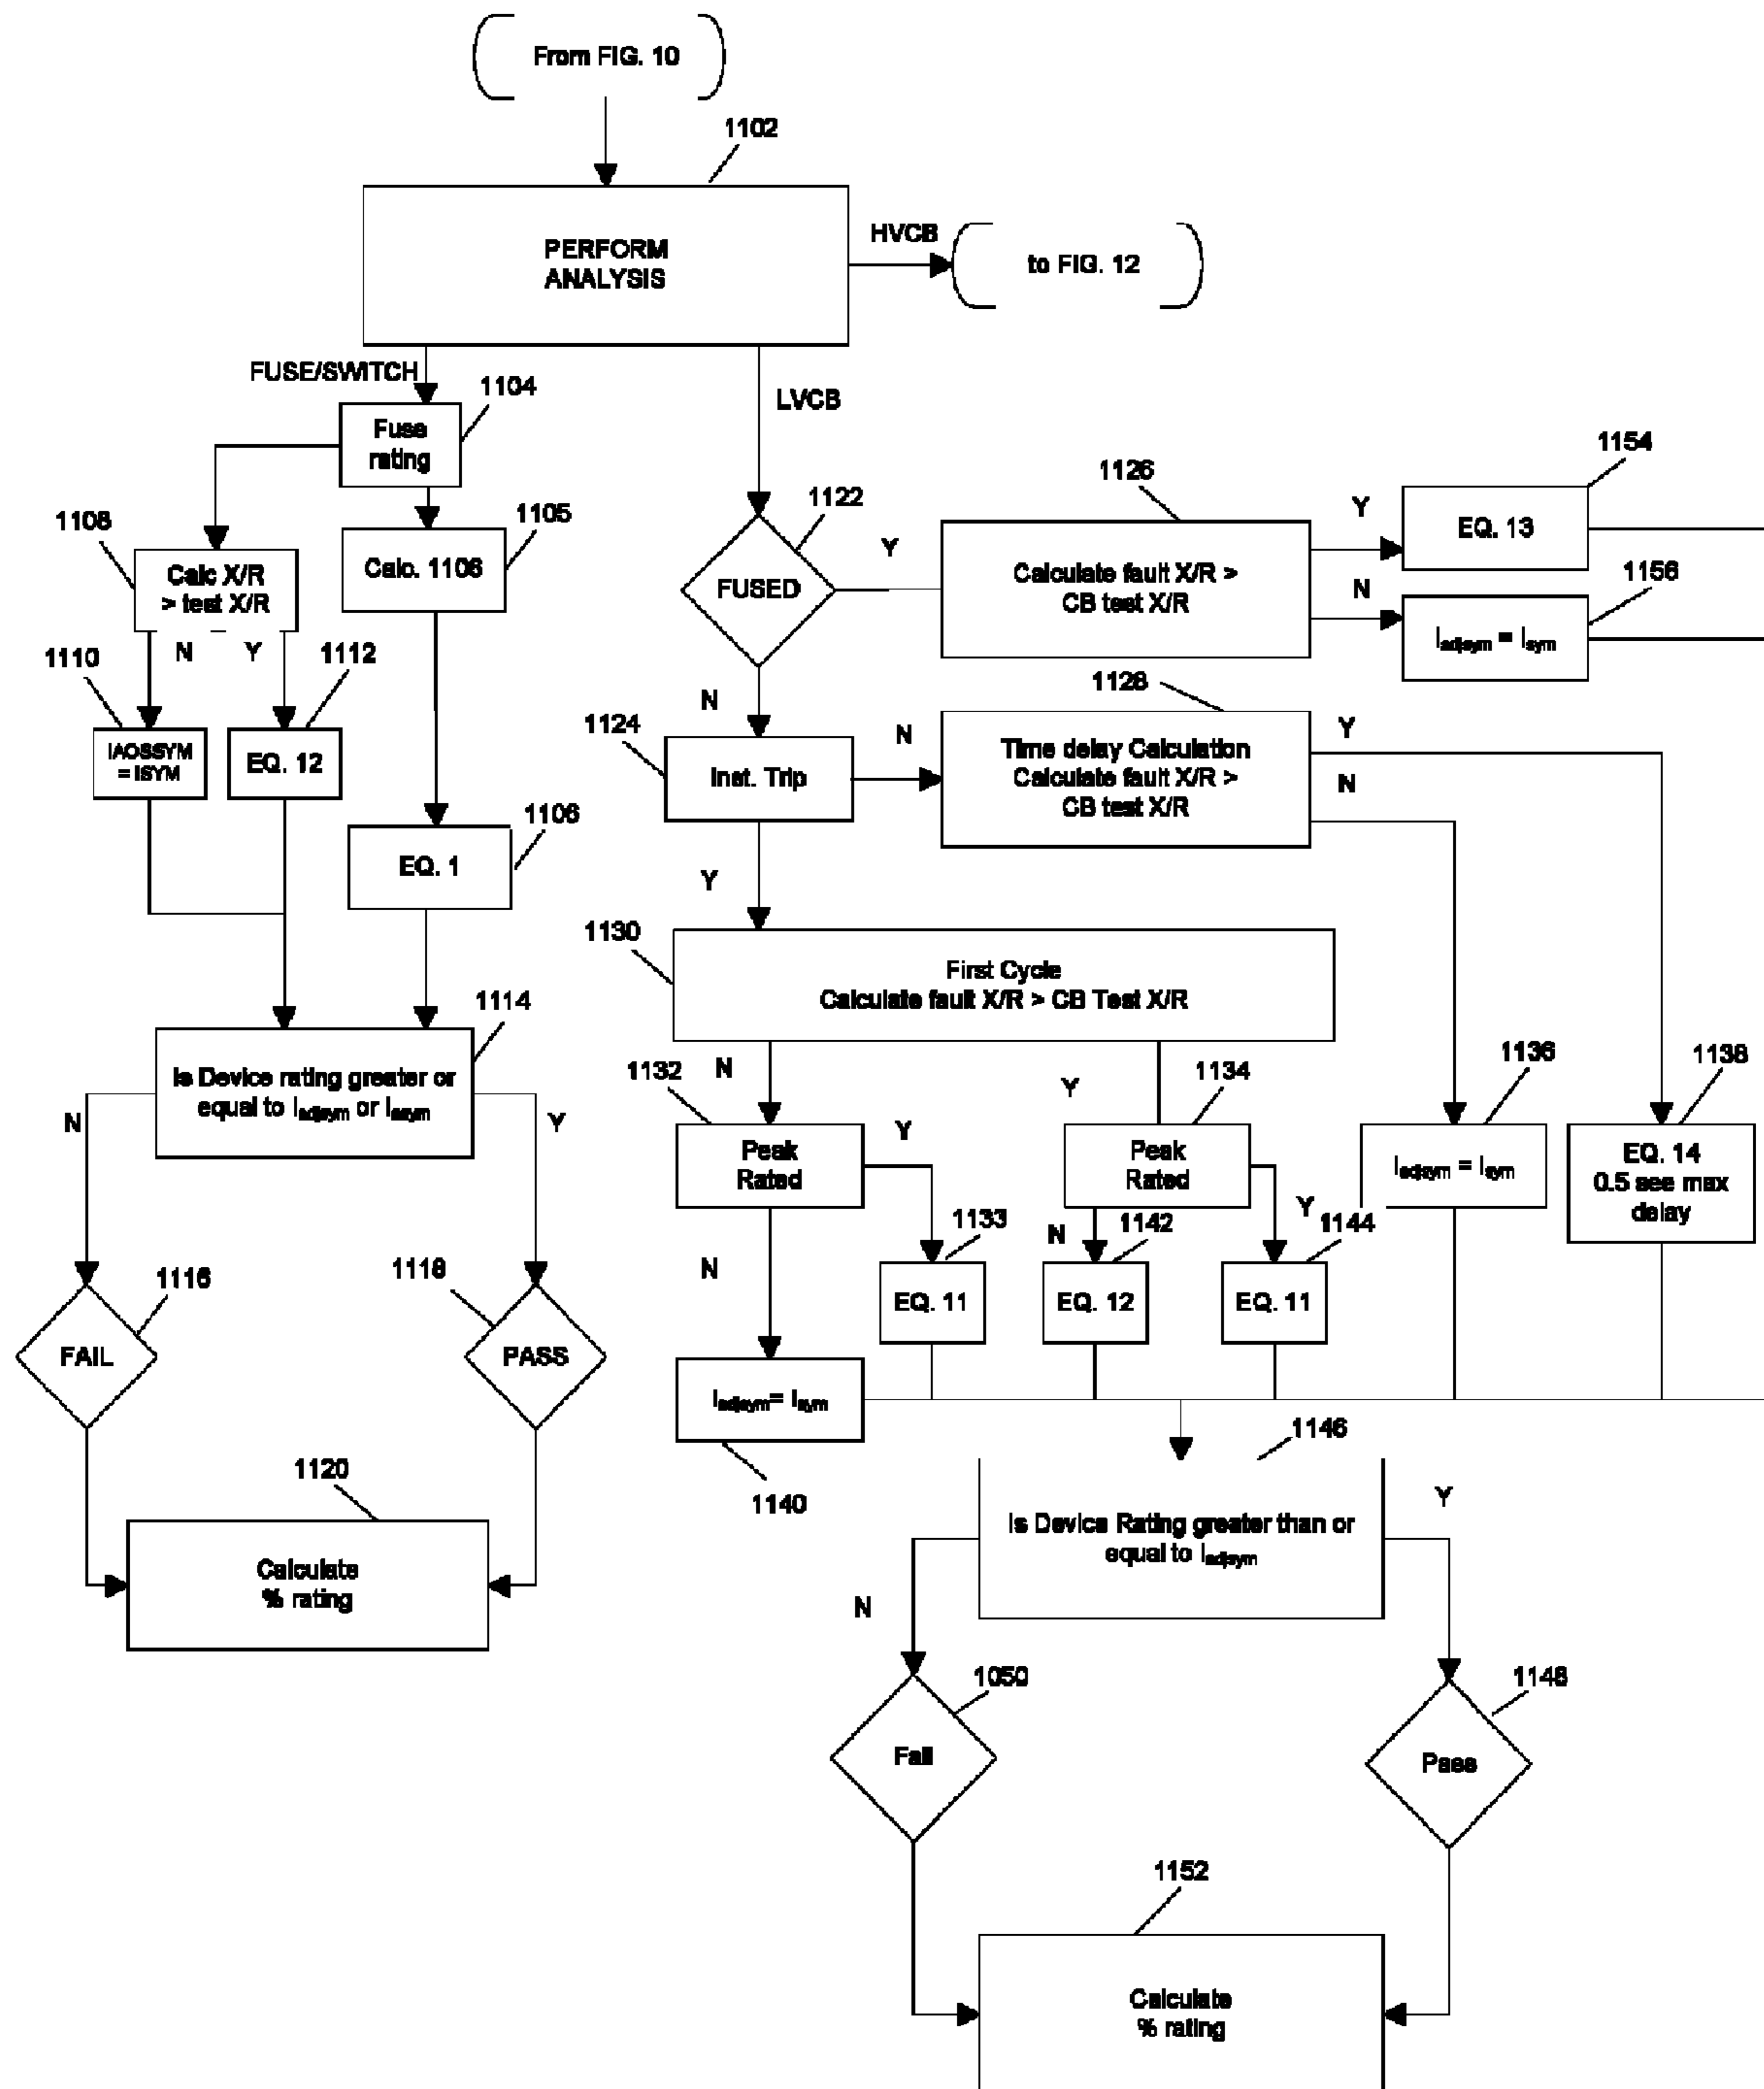 From FIG. 10
1102
PERFORM
ANALYSIS
HVCB
to FIG. 12
FUSE/SWITCH
LVCB
1104
Fuse
rating
1108
Calc X/R
> test X/R
1105
Calc. 1106
1122
FUSED
Y
1126
Calculate fault X/R >
CB test X/R
Y
1154
EQ. 13
N
1156
Iadjsym = Isym
1110
N
Y
1112
IAOSSYM
= ISYM
EQ. 12
N
1124
Inst. Trip
N
1128
Time delay Calculation
Calculate fault X/R >
CB test X/R
Y
N
1106
EQ. 1
Y
1130
First Cycle
Calculate fault X/R > CB Test X/R
1114
Is Device rating greater or
equal to Iadjsym or Iasym
N
Y
N
1132
Peak
Rated
Y
Y
1134
Peak
Rated
1136
Iadjsym = Isym
1138
EQ. 14
0.5 see max
delay
N
1133
EQ. 11
N
1142
EQ. 12
Y
1144
EQ. 11
1116
FAIL
1118
PASS
Iadjsym= Isym
1140
1120
Calculate
% rating
1146
Is Device Rating greater than or
equal to Iadjsym
N
Y
1050
Fail
1148
Pass
1152
Calculate
% rating